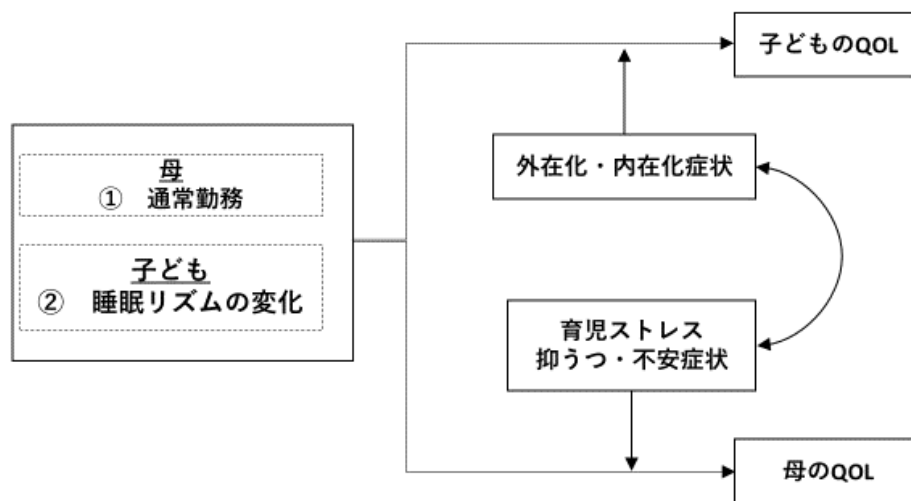 子どものQOL
外在化・内在化症状
母
① 通常勤務
子ども
② 睡眠リズムの変化
育児ストレス
抑うつ・不安症状
母のQOL